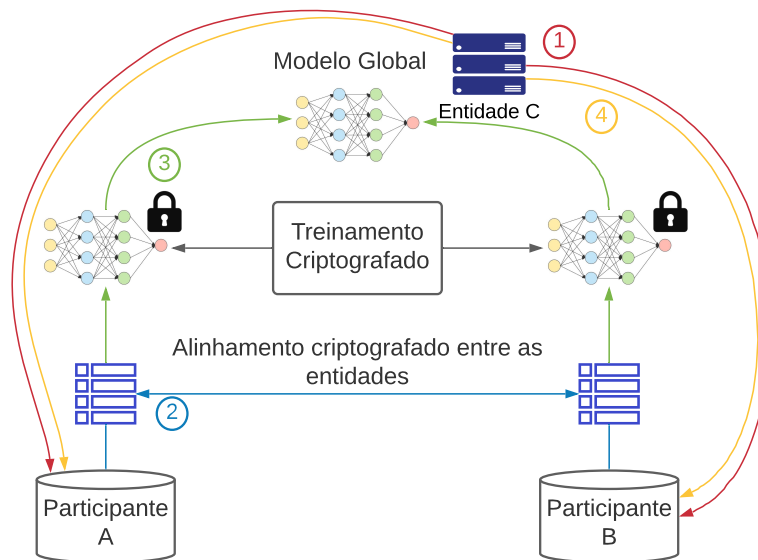 1
Modelo Global
Entidade C
4
3
Treinamento
Criptografado
Alinhamento criptografado entre as
entidades
2
Participante
A
Participante
B